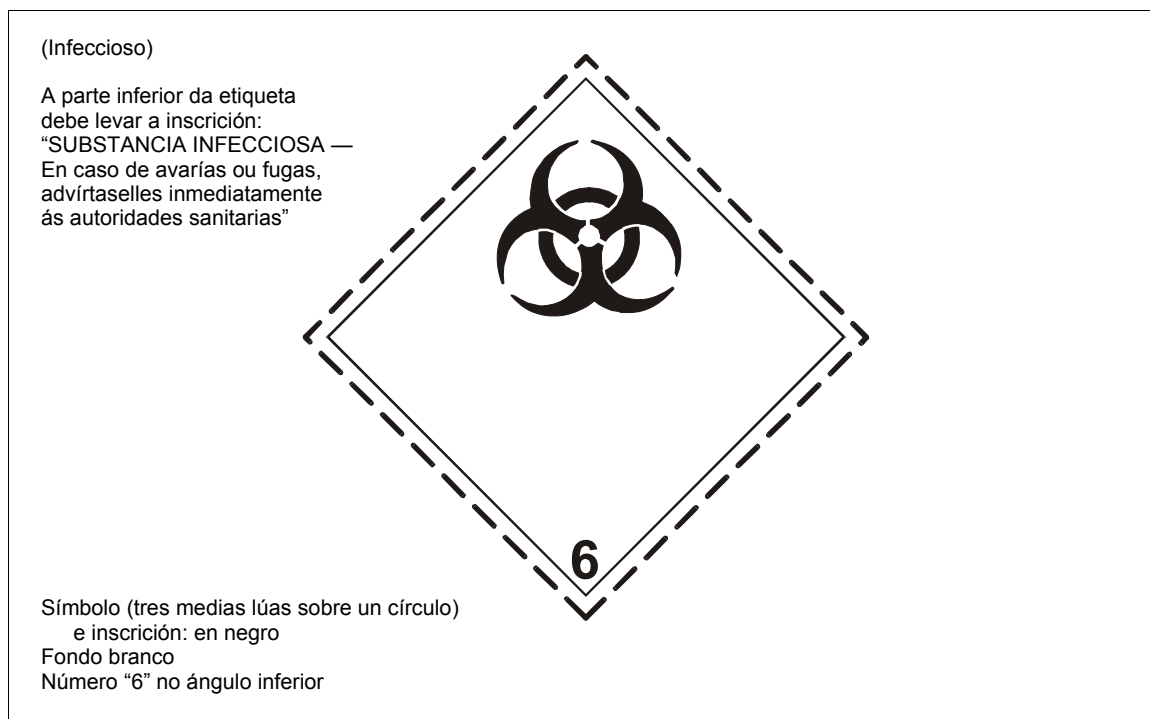 (Infeccioso)
A parte inferior da etiqueta
debe levar a inscrición:
“SUBSTANCIA INFECCIOSA —
En caso de avarías ou fugas,
advírtaselles inmediatamente
ás autoridades sanitarias”
6
Símbolo (tres medias lúas sobre un círculo)
e inscrición: en negro
Fondo branco
Número “6” no ángulo inferior